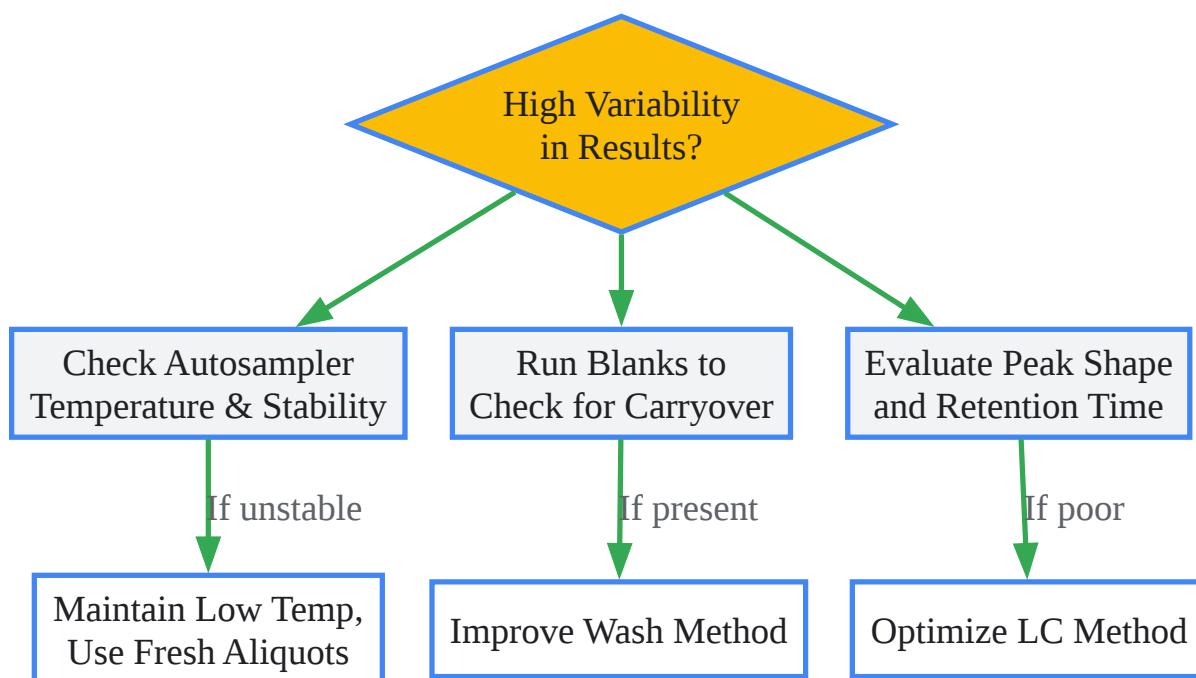 High Variability
in Results?
Check Autosampler
Temperature & Stability
Run Blanks to
Check for Carryover
Evaluate Peak Shape
and Retention Time
If unstable
If present
If poor
Maintain Low Temp,
Use Fresh Aliquots
Improve Wash Method
Optimize LC Method